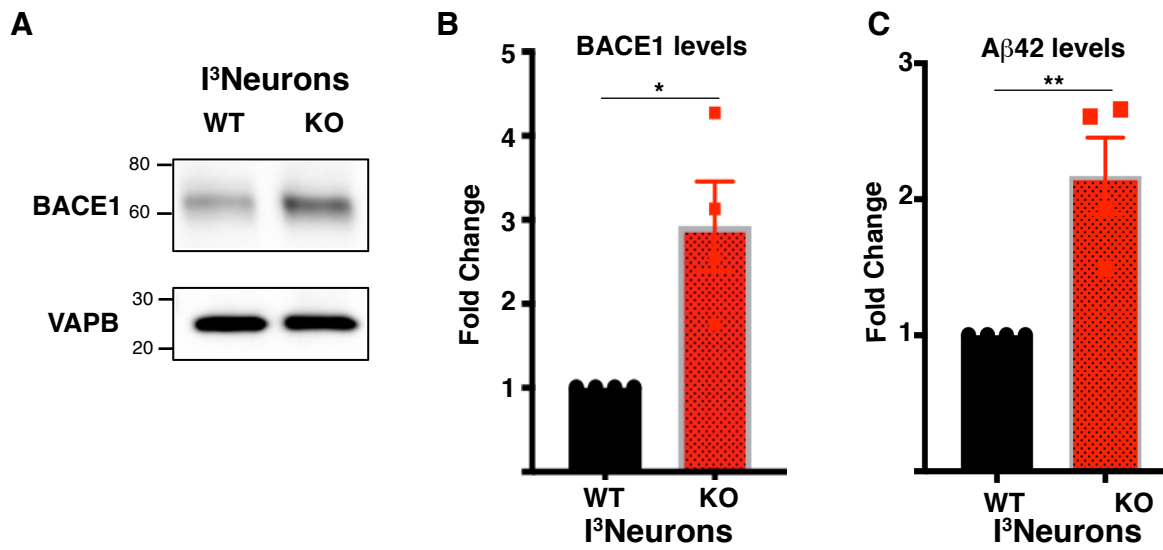 A
I³Neurons
WT KO
BACE1
80
60
VAPB
30
20
B
BACE1 levels
*
Fold Change
5
4
3
2
1
0
WT KO
I³Neurons
C
Aβ42 levels
**
Fold Change
3
2
1
WT KO
I³Neurons